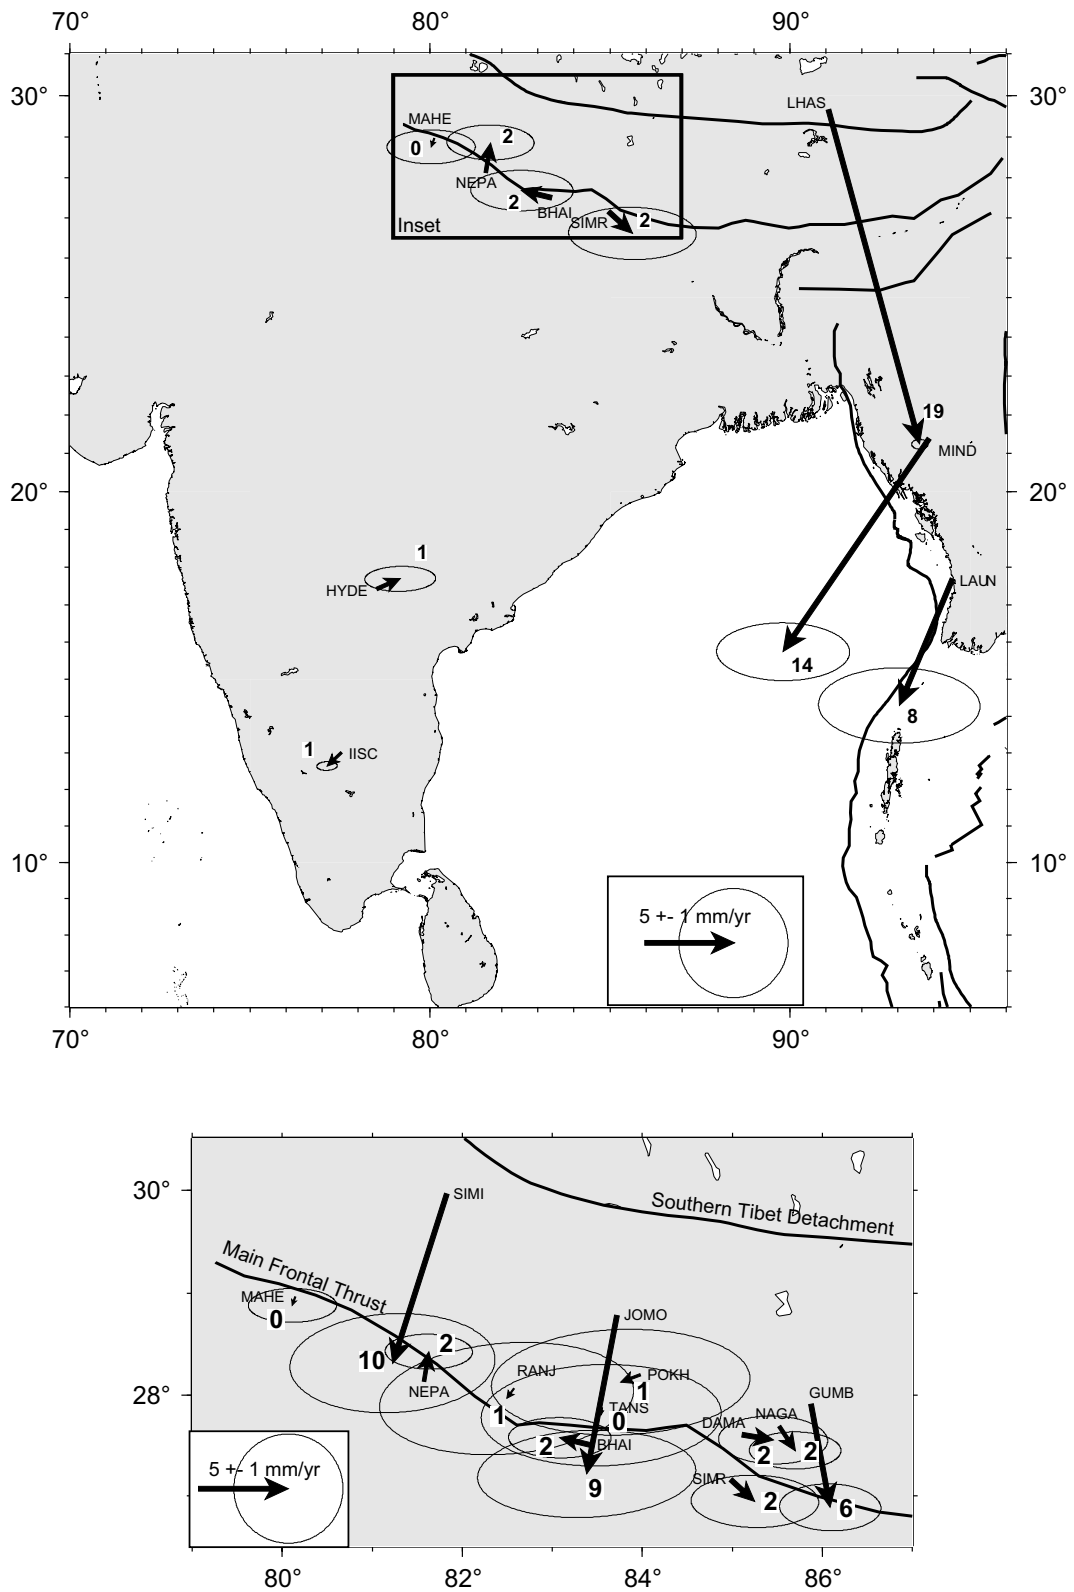 70° 80° 90°
30° 30°
LHAS
MAHE
2
0
NEPA
2
BHAI
SIMR
2
Inset
19
MIND
20° 20°
1
HYDE
LAUN
14
8
1
IISC
10° 10°
5 +- 1 mm/yr
70° 80° 90°
30°
SIMI
Southern Tibet Detachment
Main Frontal Thrust
MAHE
0
JOMO
2
10
NEPA
RANJ
POKH
1
28°
GUMB
1
TANS
0
DAMA
NAGA
2
BHAI
2
2
5 +- 1 mm/yr
SIMR
9
2
6
80° 82° 84° 86°